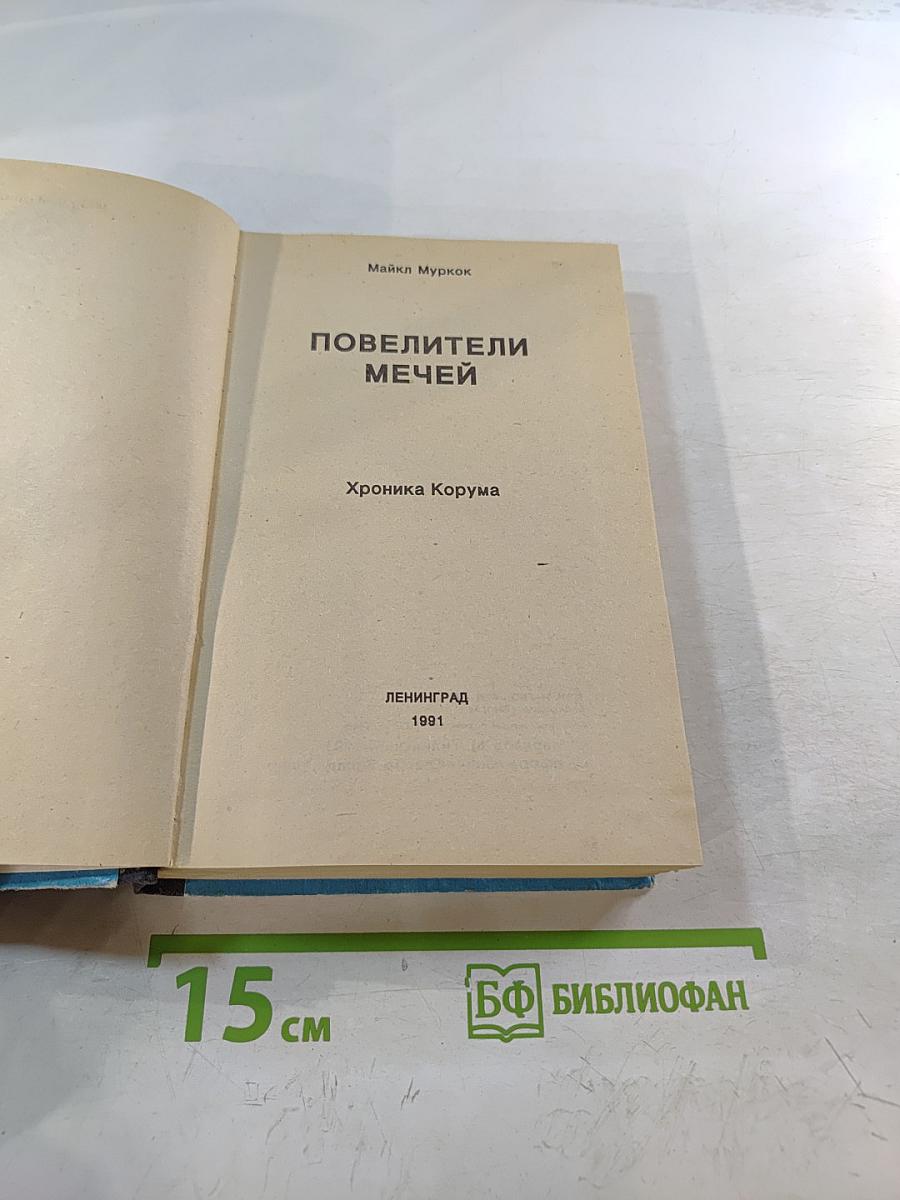 Майкл Муркок
ПОВЕЛИТЕЛИ
МЕЧЕЙ
Хроника Корума
ЛЕНИНГРАД
1991
15 см
БФ БИБЛИОФАН